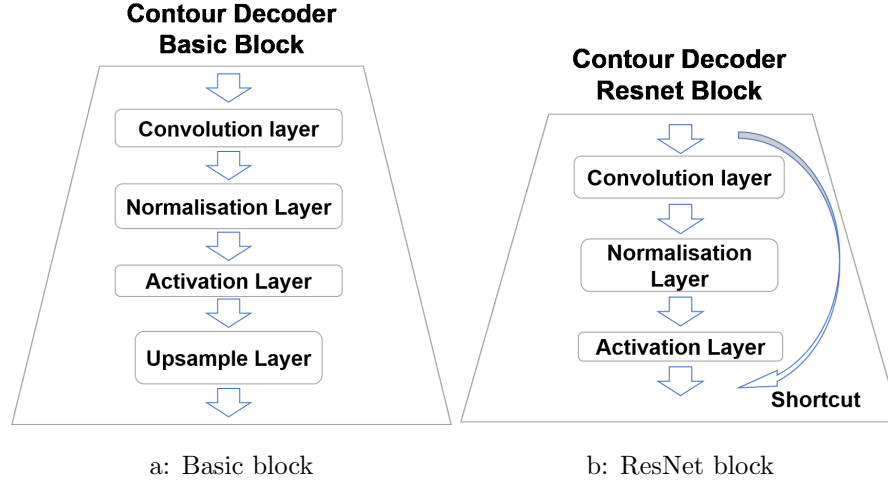 Contour Decoder
Basic Block
Convolution layer
Normalisation Layer
Activation Layer
Upsample Layer
a: Basic block
Contour Decoder
Resnet Block
Convolution layer
Normalisation
Layer
Activation Layer
Shortcut
b: ResNet block